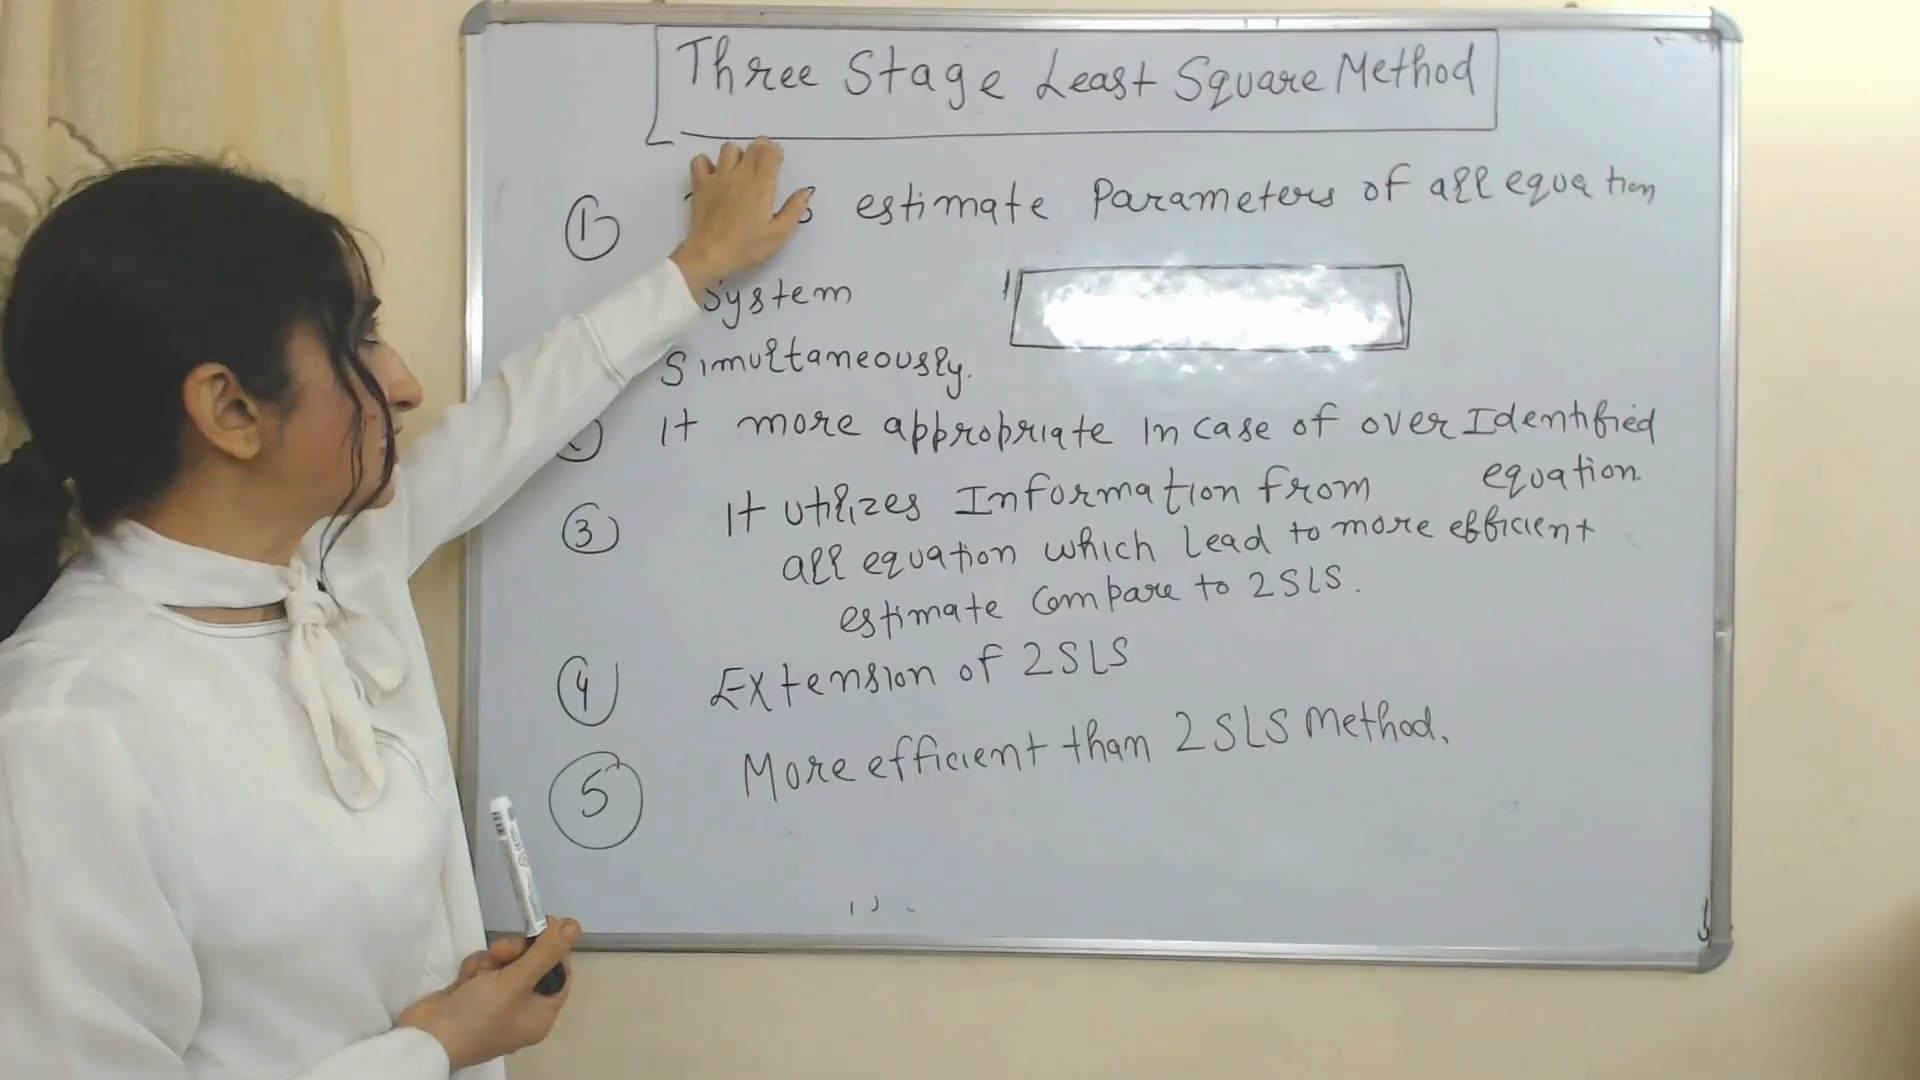 Three Stage Least Square Method
① estimate Parameters of all equation
System
Simultaneously.
It more appropriate In case of over Identified
equation
③ It utilizes Information from
all equation which Lead to more efficient
estimate Compare to 2SLS.
④ Extension of 2SLS
⑤ More efficient than 2SLS Method.